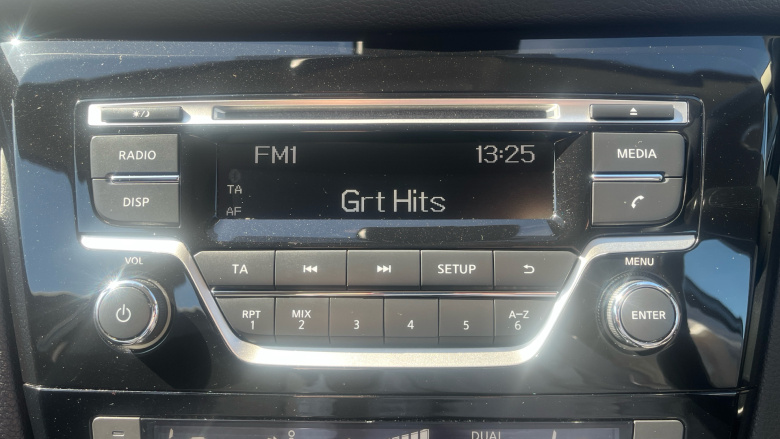 RADIO
FM1 13:25
MEDIA
DISP
TA
Grt Hits
AF
VOL
TA
SETUP
MENU
RPT
1
MIX
2
3
4
5
A-Z
6
ENTER
DUAL